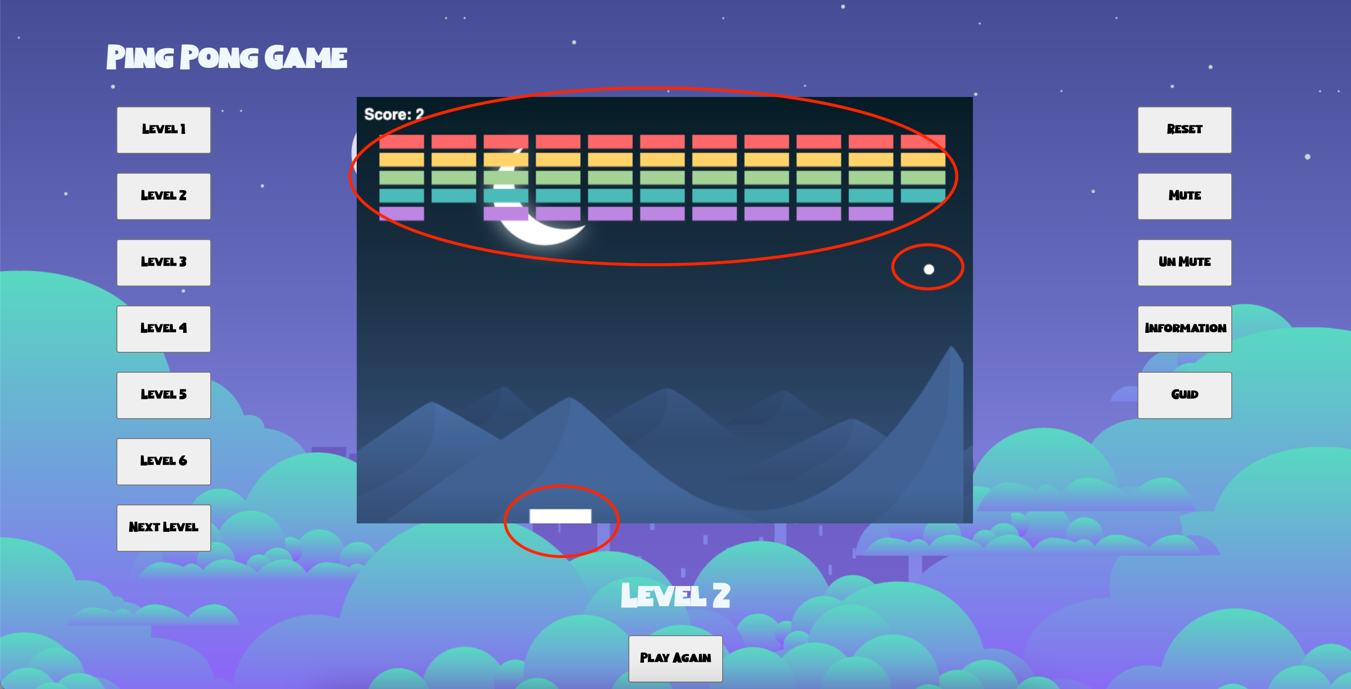 Ping Pong Game
Level 1
Level 2
Level 3
Level 4
Level 5
Level 6
Next Level
Score: 2
Reset
Mute
Un Mute
Information
Guid
Level 2
Play Again